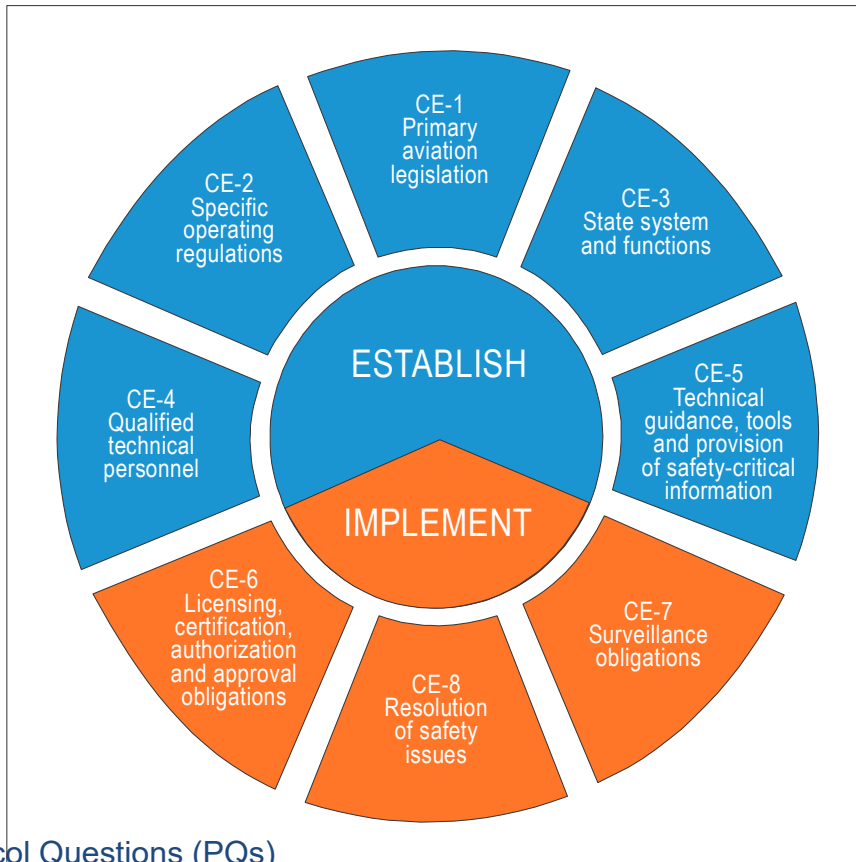 CE-1
Primary
aviation
legislation
CE-2
Specific
operating
regulations
CE-3
State system
and functions
CE-4
Qualified
technical
personnel
ESTABLISH
CE-5
Technical
guidance, tools
and provision
of safety-critical
information
IMPLEMENT
CE-6
Licensing,
certification,
authorization
and approval
obligations
CE-7
Surveillance
obligations
CE-8
Resolution
of safety
issues
col Questions (PQs)